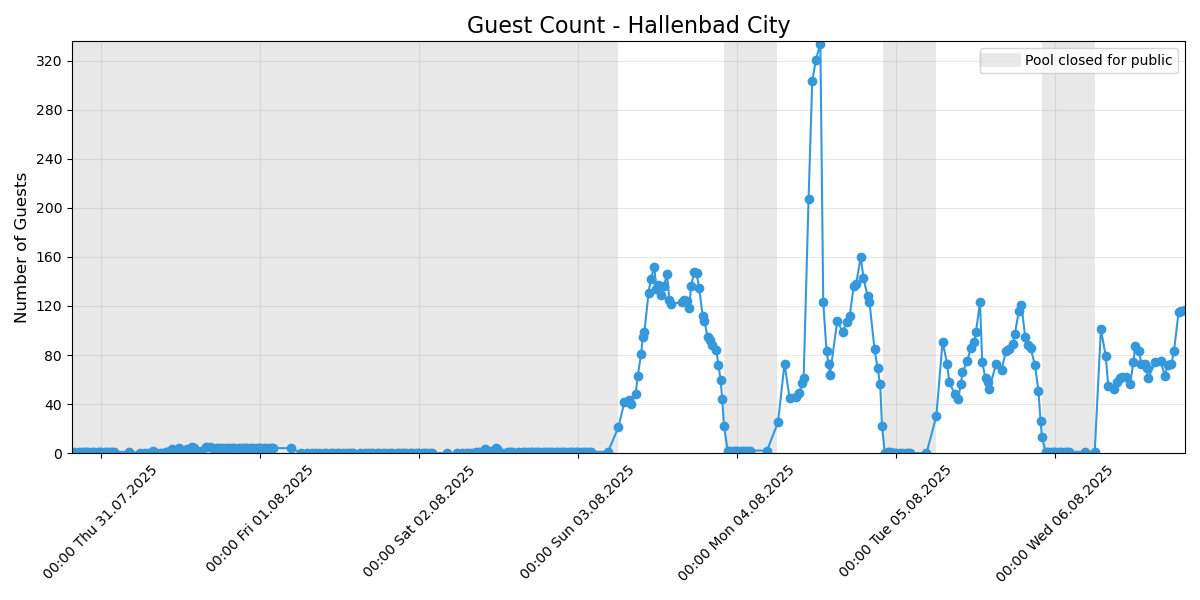 Guest Count - Hallenbad City
Pool closed for public
Number of Guests
320
280
240
200
160
120
80
40
0
00:00 Thu 31.07.2025
00:00 Fri 01.08.2025
00:00 Sat 02.08.2025
00:00 Sun 03.08.2025
00:00 Mon 04.08.2025
00:00 Tue 05.08.2025
00:00 Wed 06.08.2025